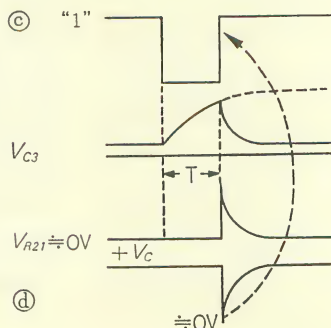 ⓒ "1"
V_C3
T
V_R21≒0V
+V_C
ⓓ
≒0V